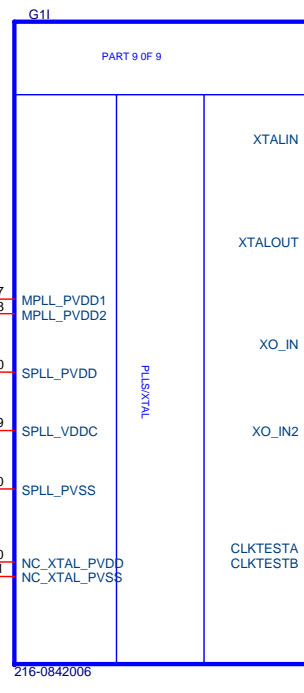 G1I
PART 9 0F 9
XTALIN
XTALOUT
MPLL_PVDD1
MPLL_PVDD2
XO_IN
SPLL_PVDD
PLLS/XTAL
SPLL_VDDC
XO_IN2
SPLL_PVSS
CLKTESTA
NC_XTAL_PVDD
CLKTESTB
NC_XTAL_PVSS
216-0842006